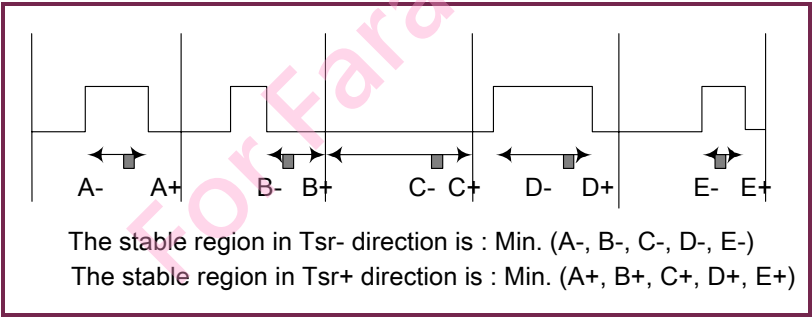 A- A+ B- B+ C- C+ D- D+ E- E+
The stable region in Tsr- direction is : Min. (A-, B-, C-, D-, E-)
The stable region in Tsr+ direction is : Min. (A+, B+, C+, D+, E+)
For Fara